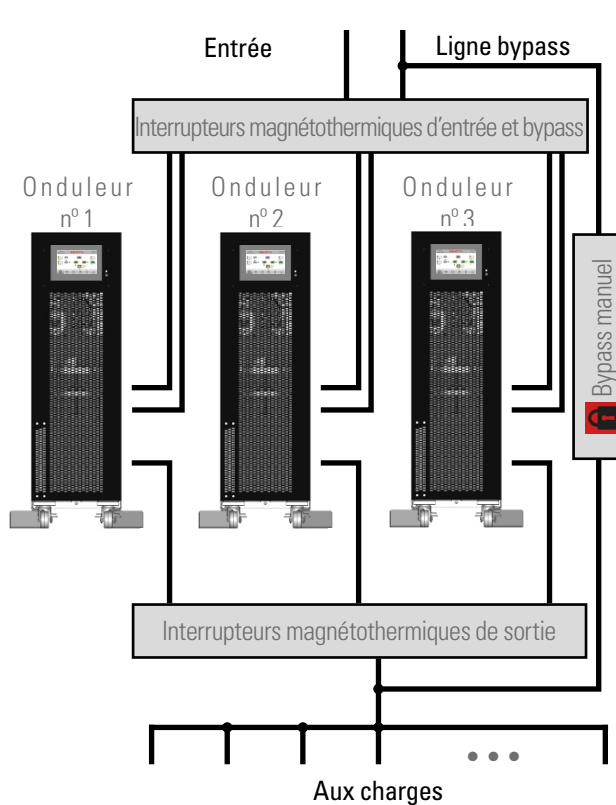 Entrée
Ligne bypass
Interrupteurs magnétothermiques d'entrée et bypass
Onduleur
nº 1
Onduleur
nº 2
Onduleur
nº 3
Bypass manuel
Interrupteurs magnétothermiques de sortie
Aux charges